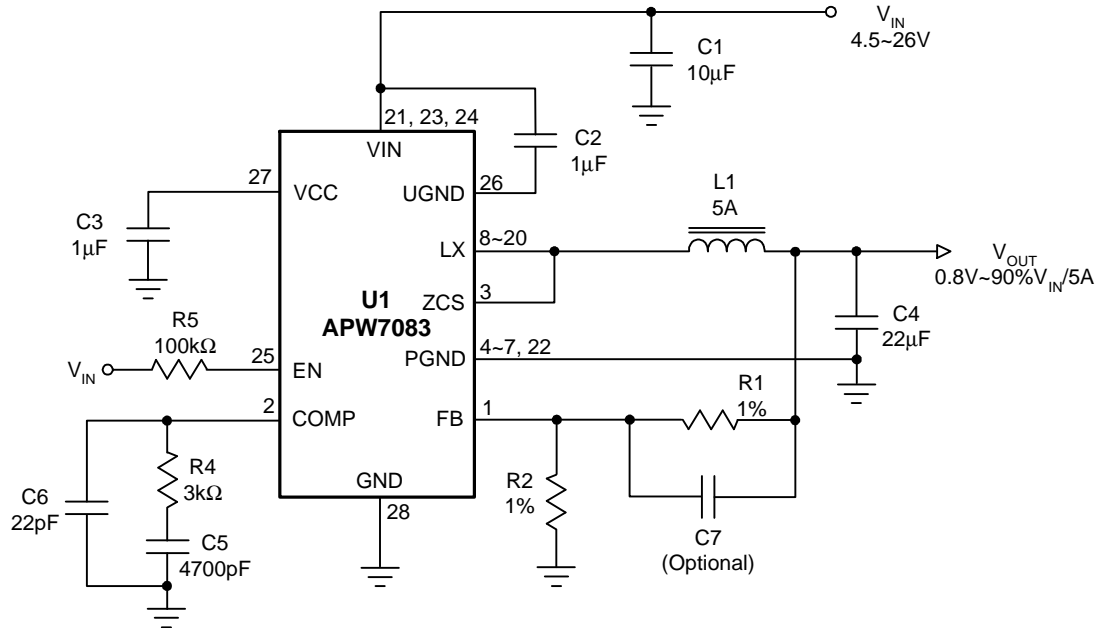 V_IN
4.5~26V
C1
10μF
21, 23, 24
VIN
C2
1μF
27
VCC
UGND
26
C3
1μF
L1
5A
LX
8~20
V_OUT
0.8V~90%V_IN/5A
ZCS
3
U1
APW7083
C4
22μF
R5
100kΩ
V_IN
25
EN
PGND
4~7, 22
2
COMP
FB
1
R1
1%
R4
3kΩ
GND
28
R2
1%
C6
22pF
C5
4700pF
C7
(Optional)